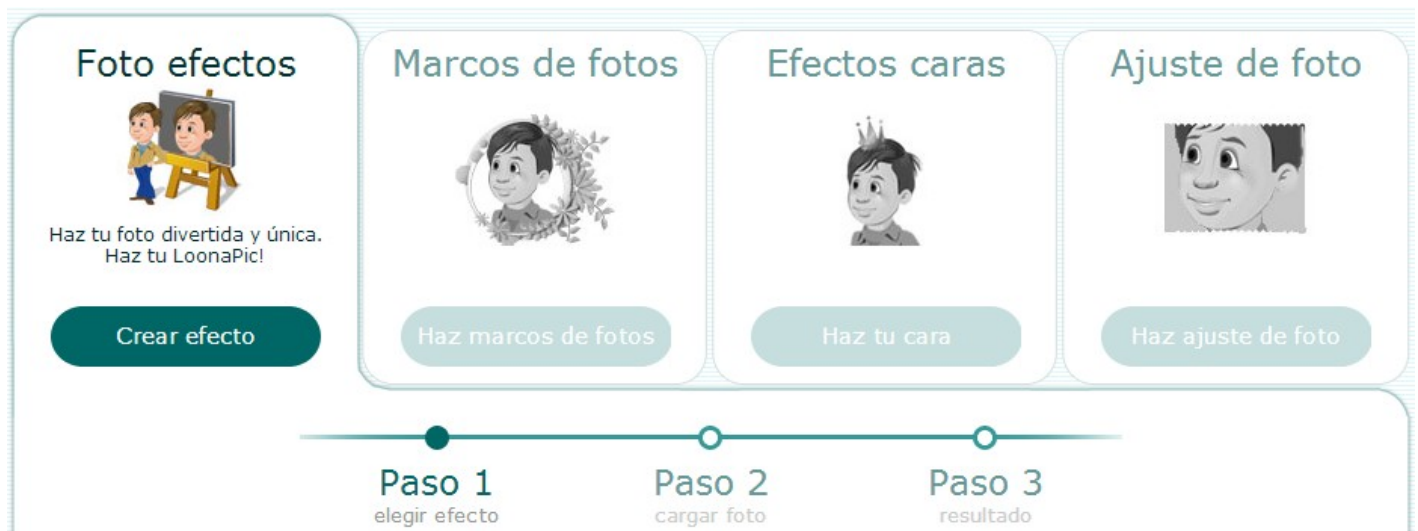 Foto efectos
Haz tu foto divertida y única.
Haz tu LoonaPic!
Crear efecto
Marcos de fotos
Haz marcos de fotos
Efectos caras
Haz tu cara
Ajuste de foto
Haz ajuste de foto
Paso 1
elegir efecto
Paso 2
cargar foto
Paso 3
resultado